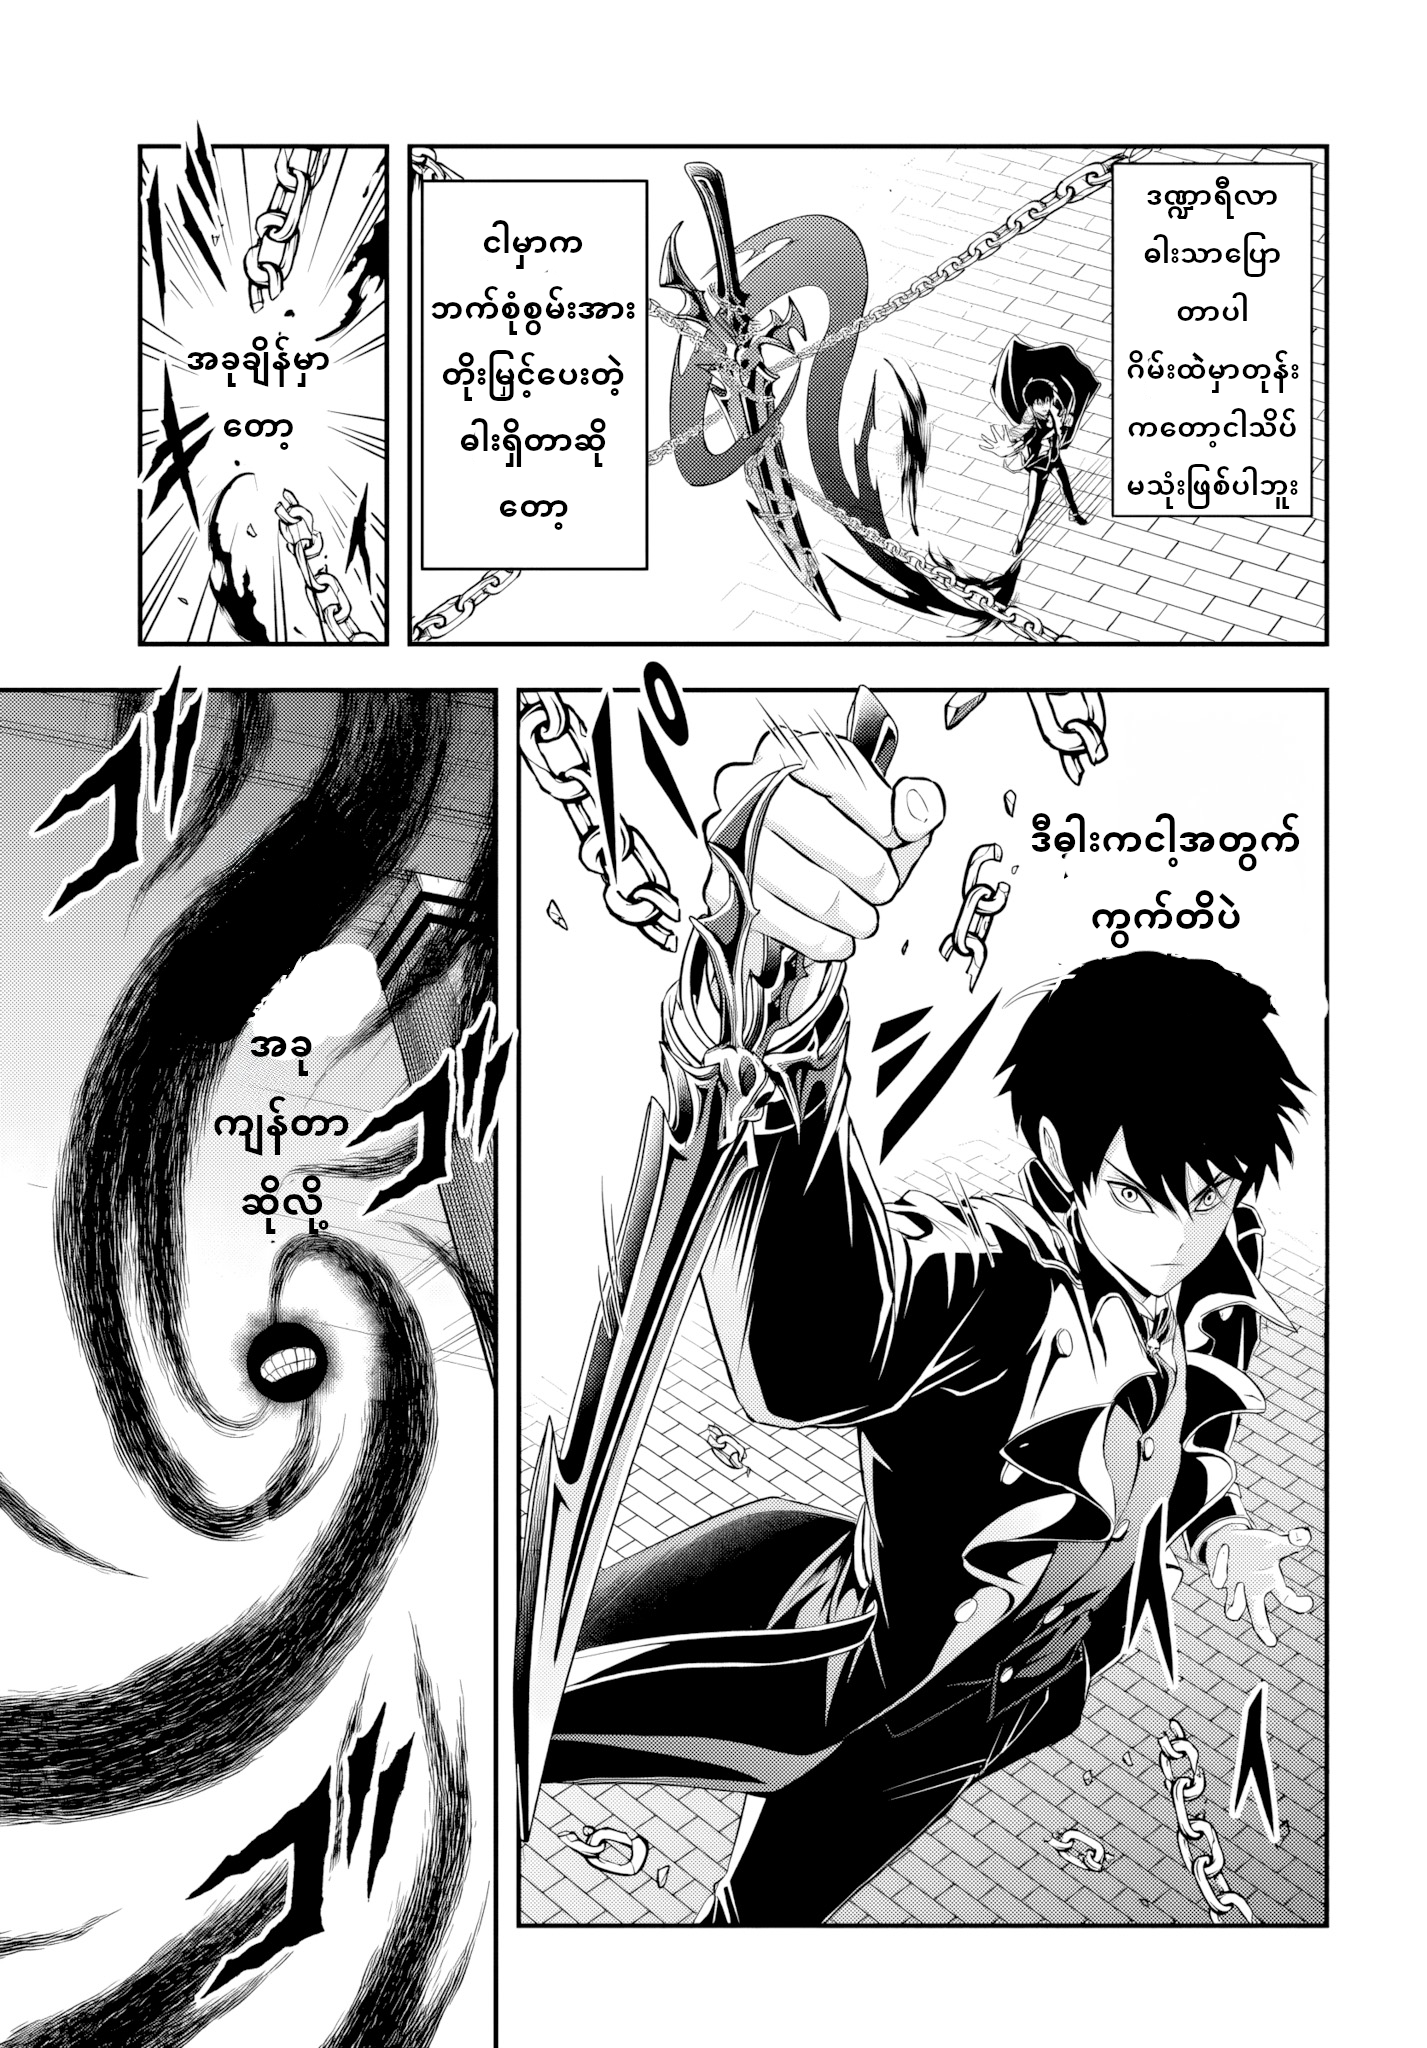 ဒဏ္ဍာရီလာ
ဓါးသာပြော
တာပါ
ဂိမ်းထဲမှာတုန်း
ကတော့ငါသိပ်
မသုံးဖြစ်ပါဘူး
ငါမှာက
ဘက်စုံစွမ်းအား
တိုးမြှင့်ပေးတဲ့
ဓါးရှိတာဆို
တော့
အခုချိန်မှာ
တော့
ဒီဓါးကငါ့အတွက်
ကွက်တိပဲ
အခု
ကျန်တာ
ဆိုလို့